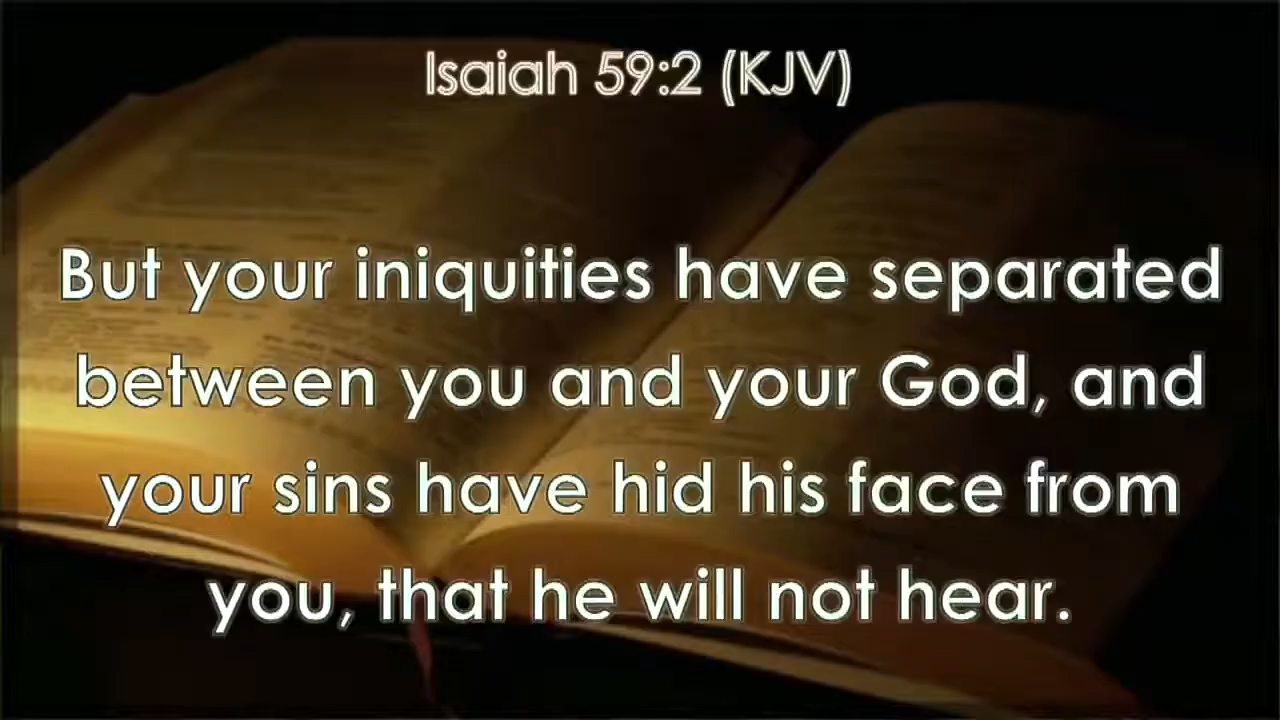 Isaiah 59:2 (KJV)
But your iniquities have separated
between you and your God, and
your sins have hid his face from
you, that he will not hear.